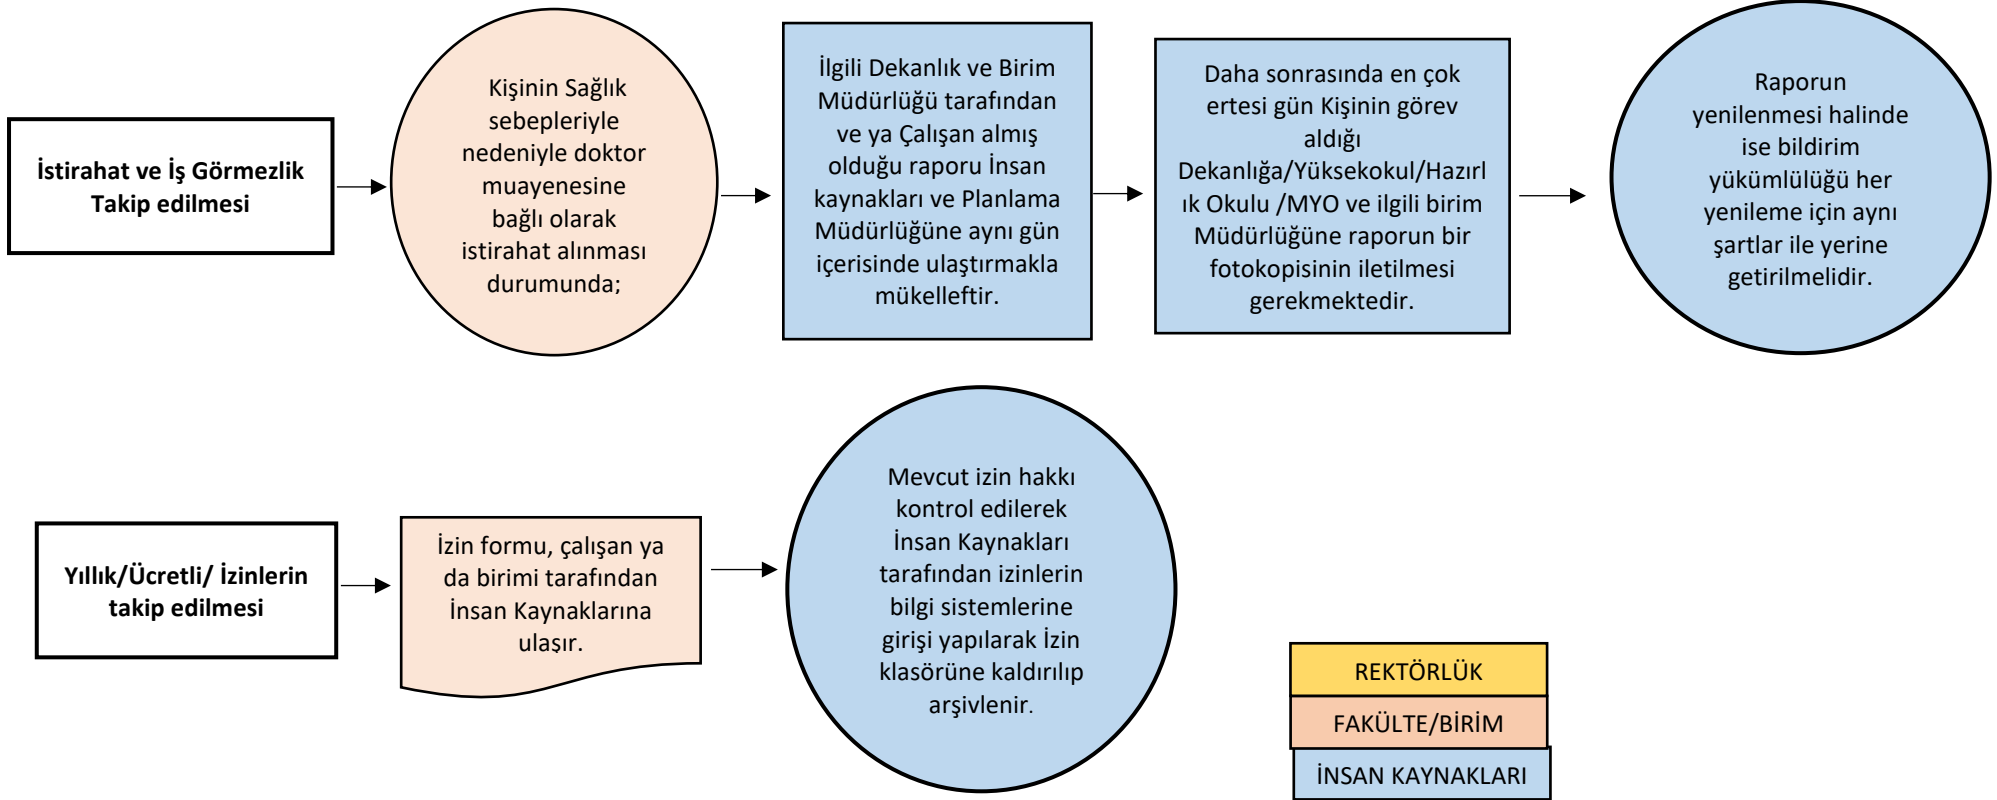 İstirahat ve İş Görmezlik
Takip edilmesi
Kişinin Sağlık
sebepleriyle
nedeniyle doktor
muayenesine
bağlı olarak
istirahat alınması
durumunda;
İlgili Dekanlık ve Birim
Müdürlüğü tarafından
ve ya Çalışan almış
olduğu raporu İnsan
kaynakları ve Planlama
Müdürlüğüne aynı gün
içerisinde ulaştırmakla
mükelleftir.
Daha sonrasında en çok
ertesi gün Kişinin görev
aldığı
Dekanlığa/Yüksekokul/Hazırl
ık Okulu /MYO ve ilgili birim
Müdürlüğüne raporun bir
fotokopisinin iletilmesi
gerekmektedir.
Raporun
yenilenmesi halinde
ise bildirim
yükümlülüğü her
yenileme için aynı
şartlar ile yerine
getirilmelidir.
Yıllık/Ücretli/ İzinlerin
takip edilmesi
İzin formu, çalışan ya
da birimi tarafından
İnsan Kaynaklarına
ulaşır.
Mevcut izin hakkı
kontrol edilerek
İnsan Kaynakları
tarafından izinlerin
bilgi sistemlerine
girişi yapılarak İzin
klasörüne kaldırılıp
arşivlenir.
REKTÖRLÜK
FAKÜLTE/BİRİM
İNSAN KAYNAKLARI